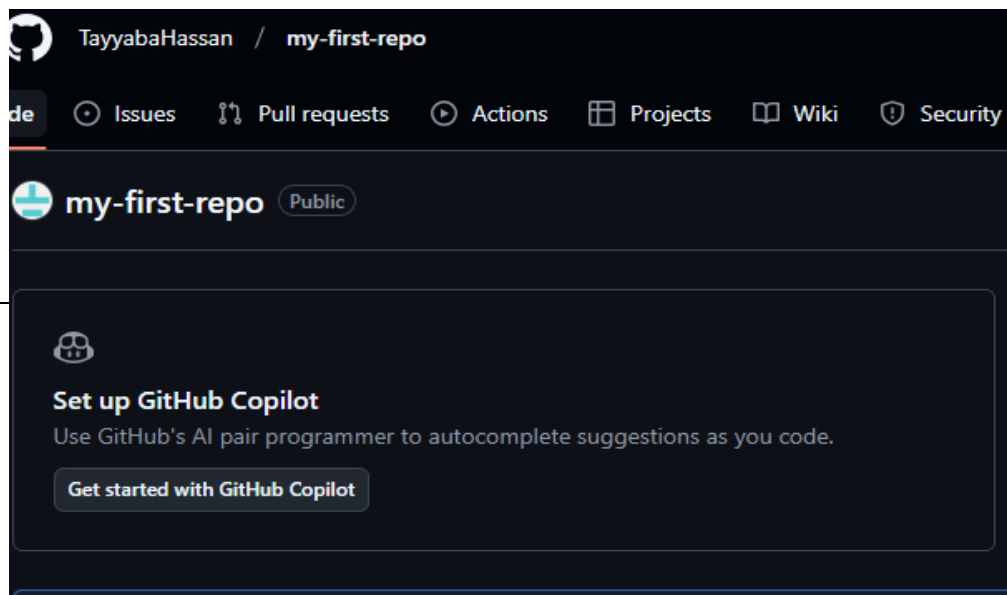 TayyabaHassan / my-first-repo
de Issues Pull requests Actions Projects Wiki Security
my-first-repo Public
Set up GitHub Copilot
Use GitHub's AI pair programmer to autocomplete suggestions as you code.
Get started with GitHub Copilot